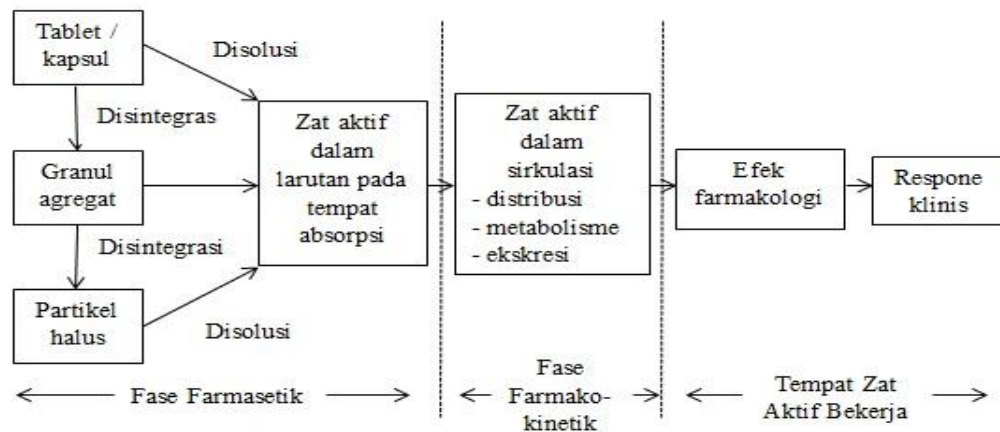 Tablet /
kapsul
Disolusi
Disintegras
Granul
agregat
Disintegrasi
Partikel
halus
Disolusi
Zat aktif
dalam
larutan pada
tempat
absorpsi
Zat aktif
dalam
sirkulasi
- distribusi
- metabolisme
- ekskresi
Efek
farmakologi
Respone
klinis
Fase Farmasetik
Fase
Farmako-
kinetik
Tempat Zat
Aktif Bekerja